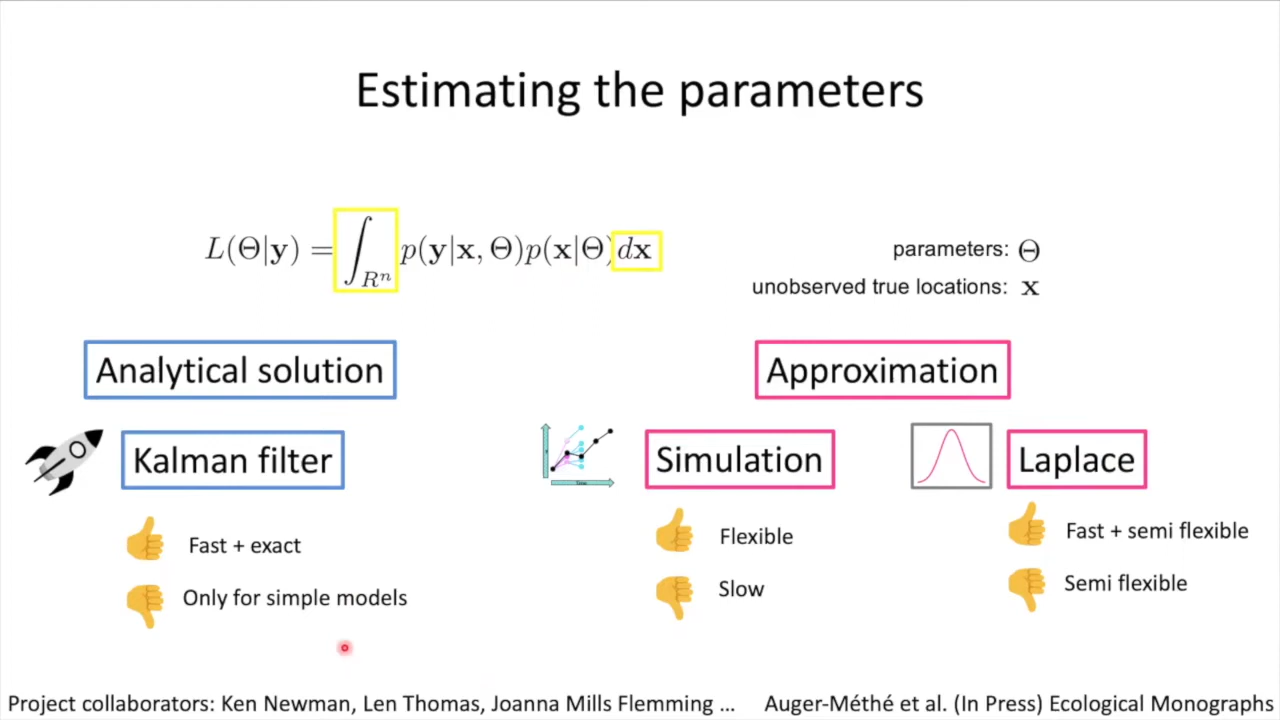 Estimating the parameters
L(Θ|y) = ∫_{R^n} p(y|x, Θ)p(x|Θ)dx
parameters: Θ
unobserved true locations: x
Analytical solution
Approximation
Kalman filter
Simulation
Laplace
Fast + exact
Only for simple models
Flexible
Slow
Fast + semi flexible
Semi flexible
Project collaborators: Ken Newman, Len Thomas, Joanna Mills Flemming ...
Auger-Méthé et al. (In Press) Ecological Monographs